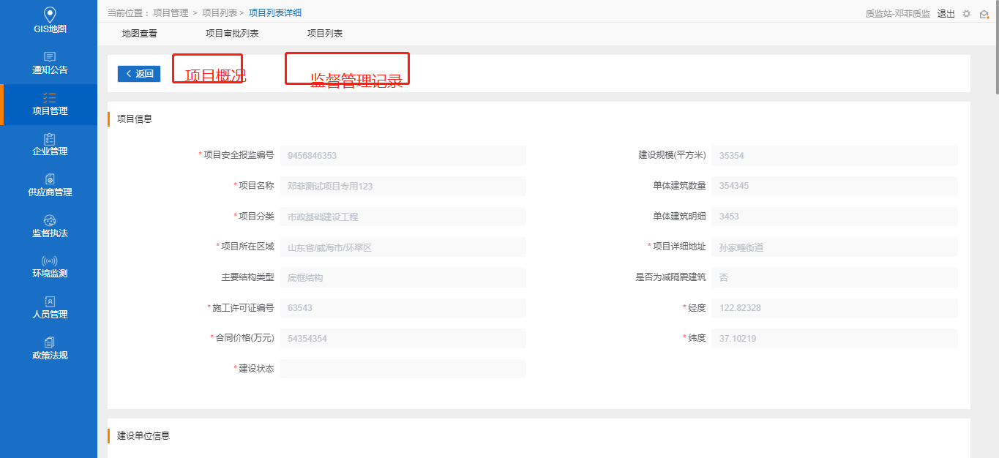 GIS地图
通知公告
项目管理
企业管理
供应商管理
监督执法
环境监测
人员管理
政策法规
当前位置： 项目管理 > 项目列表 > 项目列表详细
质监站-邓菲质监 退出
地图查看 项目审批列表 项目列表
返回 项目概况 监督管理记录
项目信息
*项目安全报监编号 9456846353 建设规模(平方米) 35354
*项目名称 邓菲测试项目专用123 单体建筑数量 354345
*项目分类 市政基础建设工程 单体建筑明细 3453
*项目所在区域 山东省/威海市/环翠区 *项目详细地址 孙家疃街道
主要结构类型 底框结构 是否为减隔震建筑 否
*施工许可证编号 63543 *经度 122.82328
*合同价格(万元) 54354354 *纬度 37.10219
*建设状态
建设单位信息